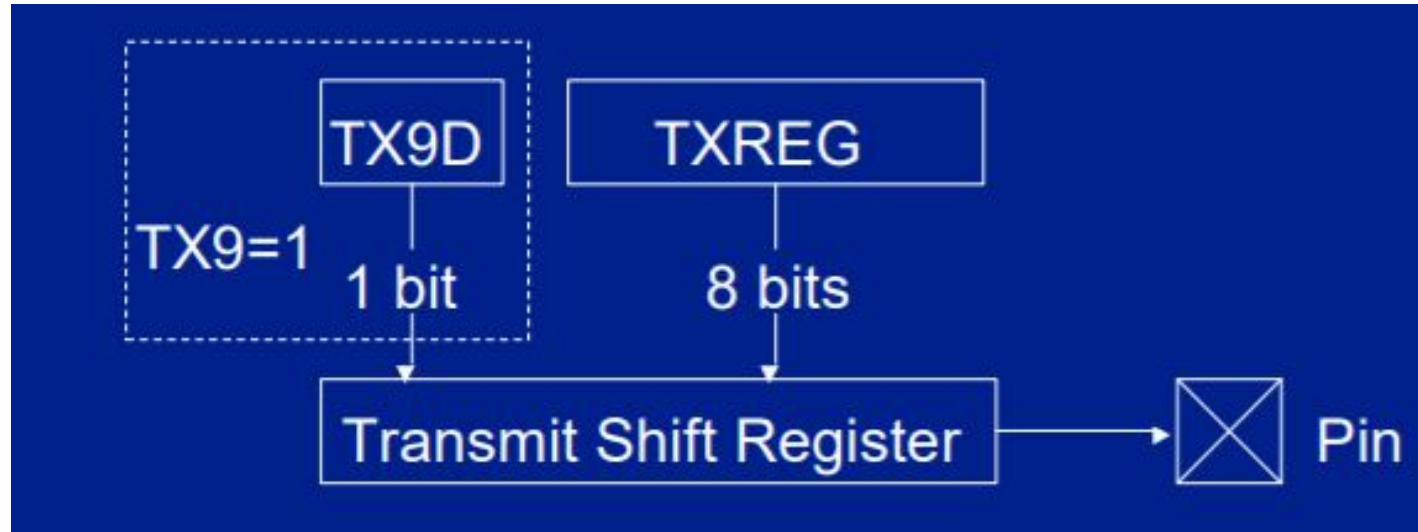 TX9D
TXREG
TX9=1
1 bit
8 bits
Transmit Shift Register
Pin